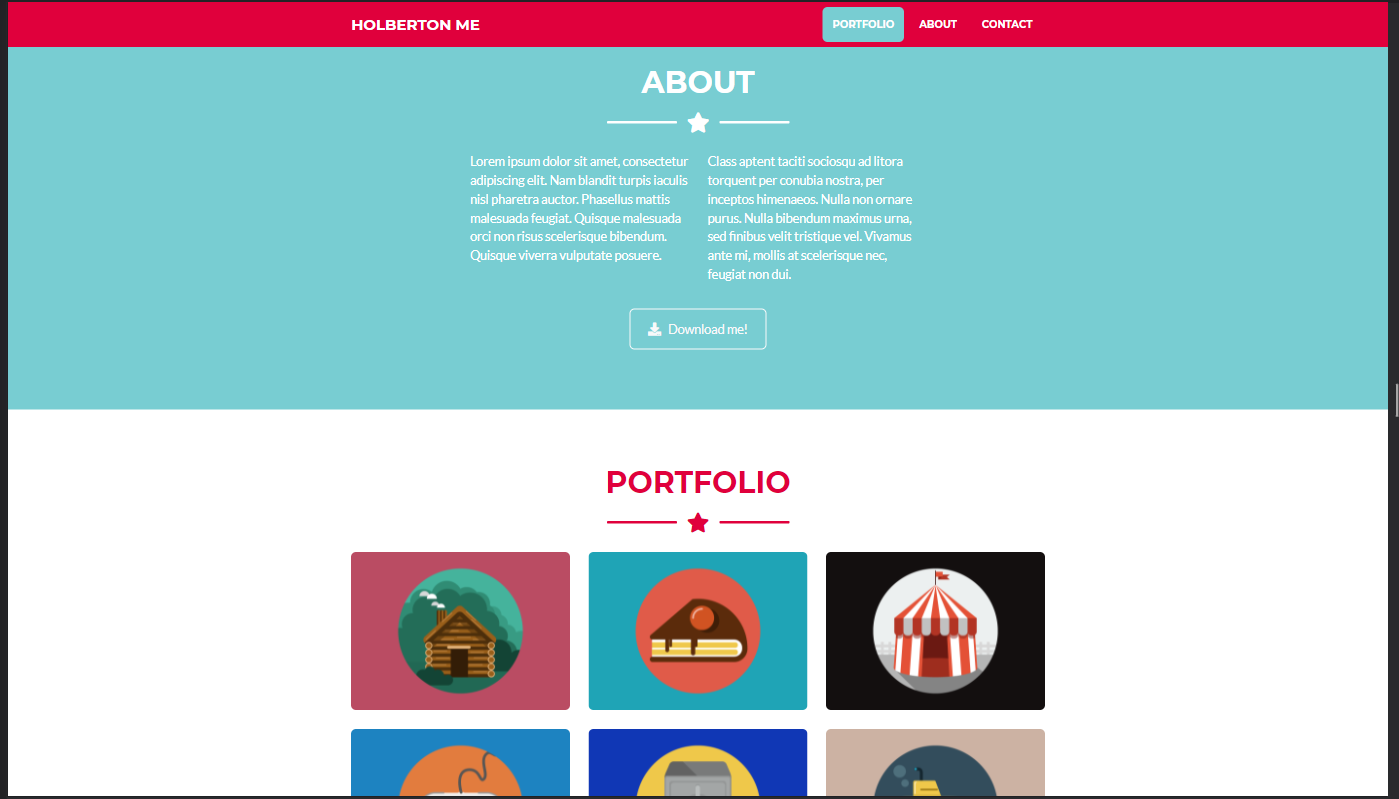 HOLBERTON ME
PORTFOLIO ABOUT CONTACT
ABOUT
Lorem ipsum dolor sit amet, consectetur
adipiscing elit. Nam blandit turpis iaculis
nisl pharetra auctor. Phasellus mattis
malesuada feugiat. Quisque malesuada
orci non risus scelerisque bibendum.
Quisque viverra vulputate posuere.
Class aptent taciti sociosqu ad litora
torquent per conubia nostra, per
inceptos himenaeos. Nulla non ornare
purus. Nulla bibendum maximus urna,
sed finibus velit tristique vel. Vivamus
ante mi, mollis at scelerisque nec,
feugiat non dui.
Download me!
PORTFOLIO